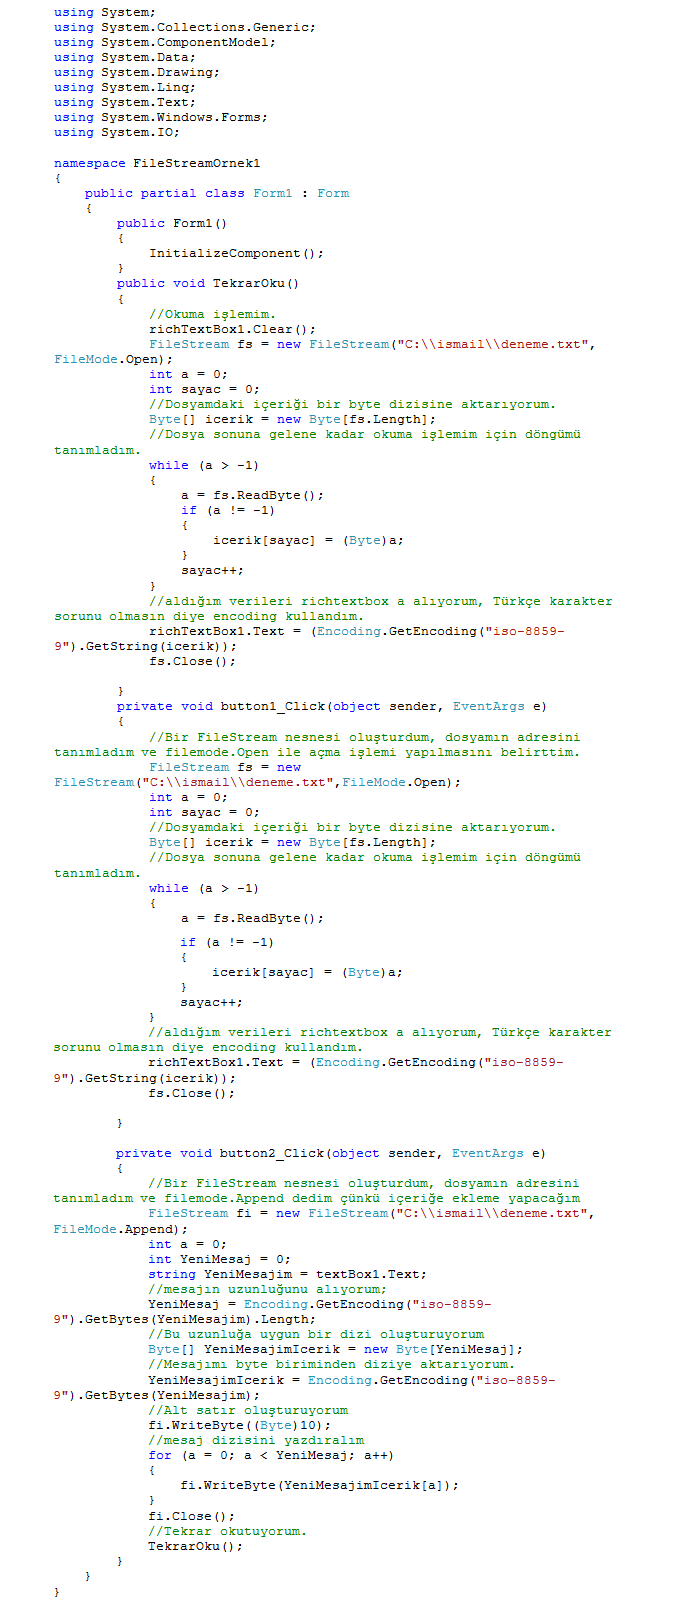 using System;
using System.Collections.Generic;
using System.ComponentModel;
using System.Data;
using System.Drawing;
using System.Linq;
using System.Text;
using System.Windows.Forms;
using System.IO;

namespace FileStreamOrnek1
{
    public partial class Form1 : Form
    {
        public Form1()
        {
            InitializeComponent();
        }
        public void TekrarOku()
        {
            //Okuma işlemim.
            richTextBox1.Clear();
            FileStream fs = new FileStream("C:\\ismail\\deneme.txt",
FileMode.Open);
            int a = 0;
            int sayac = 0;
            //Dosyamdaki içeriği bir byte dizisine aktarıyorum.
            Byte[] icerik = new Byte[fs.Length];
            //Dosya sonuna gelene kadar okuma işlemim için döngümü
tanımladım.
            while (a > -1)
            {
                a = fs.ReadByte();
                if (a != -1)
                {
                    icerik[sayac] = (Byte)a;
                }
                sayac++;
            }
            //aldığım verileri richtextbox a alıyorum, Türkçe karakter
sorunu olmasın diye encoding kullandım.
            richTextBox1.Text = (Encoding.GetEncoding("iso-8859-
9").GetString(icerik));
            fs.Close();

        }
        private void button1_Click(object sender, EventArgs e)
        {
            //Bir FileStream nesnesi oluşturdum, dosyamın adresini
tanımladım ve filemode.Open ile açma işlemi yapılmasını belirttim.
            FileStream fs = new
FileStream("C:\\ismail\\deneme.txt",FileMode.Open);
            int a = 0;
            int sayac = 0;
            //Dosyamdaki içeriği bir byte dizisine aktarıyorum.
            Byte[] icerik = new Byte[fs.Length];
            //Dosya sonuna gelene kadar okuma işlemim için döngümü
tanımladım.
            while (a > -1)
            {
                a = fs.ReadByte();
                if (a != -1)
                {
                    icerik[sayac] = (Byte)a;
                }
                sayac++;
            }
            //aldığım verileri richtextbox a alıyorum, Türkçe karakter
sorunu olmasın diye encoding kullandım.
            richTextBox1.Text = (Encoding.GetEncoding("iso-8859-
9").GetString(icerik));
            fs.Close();

        }

        private void button2_Click(object sender, EventArgs e)
        {
            //Bir FileStream nesnesi oluşturdum, dosyamın adresini
tanımladım ve filemode.Append dedim çünkü içeriğe ekleme yapacağım
            FileStream fi = new FileStream("C:\\ismail\\deneme.txt",
FileMode.Append);
            int a = 0;
            int YeniMesaj = 0;
            string YeniMesajim = textBox1.Text;
            //mesajın uzunluğunu alıyorum;
            YeniMesaj = Encoding.GetEncoding("iso-8859-
9").GetBytes(YeniMesajim).Length;
            //Bu uzunluğa uygun bir dizi oluşturuyorum
            Byte[] YeniMesajimIcerik = new Byte[YeniMesaj];
            //Mesajımı byte biriminden diziye aktarıyorum.
            YeniMesajimIcerik = Encoding.GetEncoding("iso-8859-
9").GetBytes(YeniMesajim);
            //Alt satır oluşturuyorum
            fi.WriteByte((Byte)10);
            //mesaj dizisini yazdıralım
            for (a = 0; a < YeniMesaj; a++)
            {
                fi.WriteByte(YeniMesajimIcerik[a]);
            }
            fi.Close();
            //Tekrar okutuyorum.
            TekrarOku();
        }
    }
}